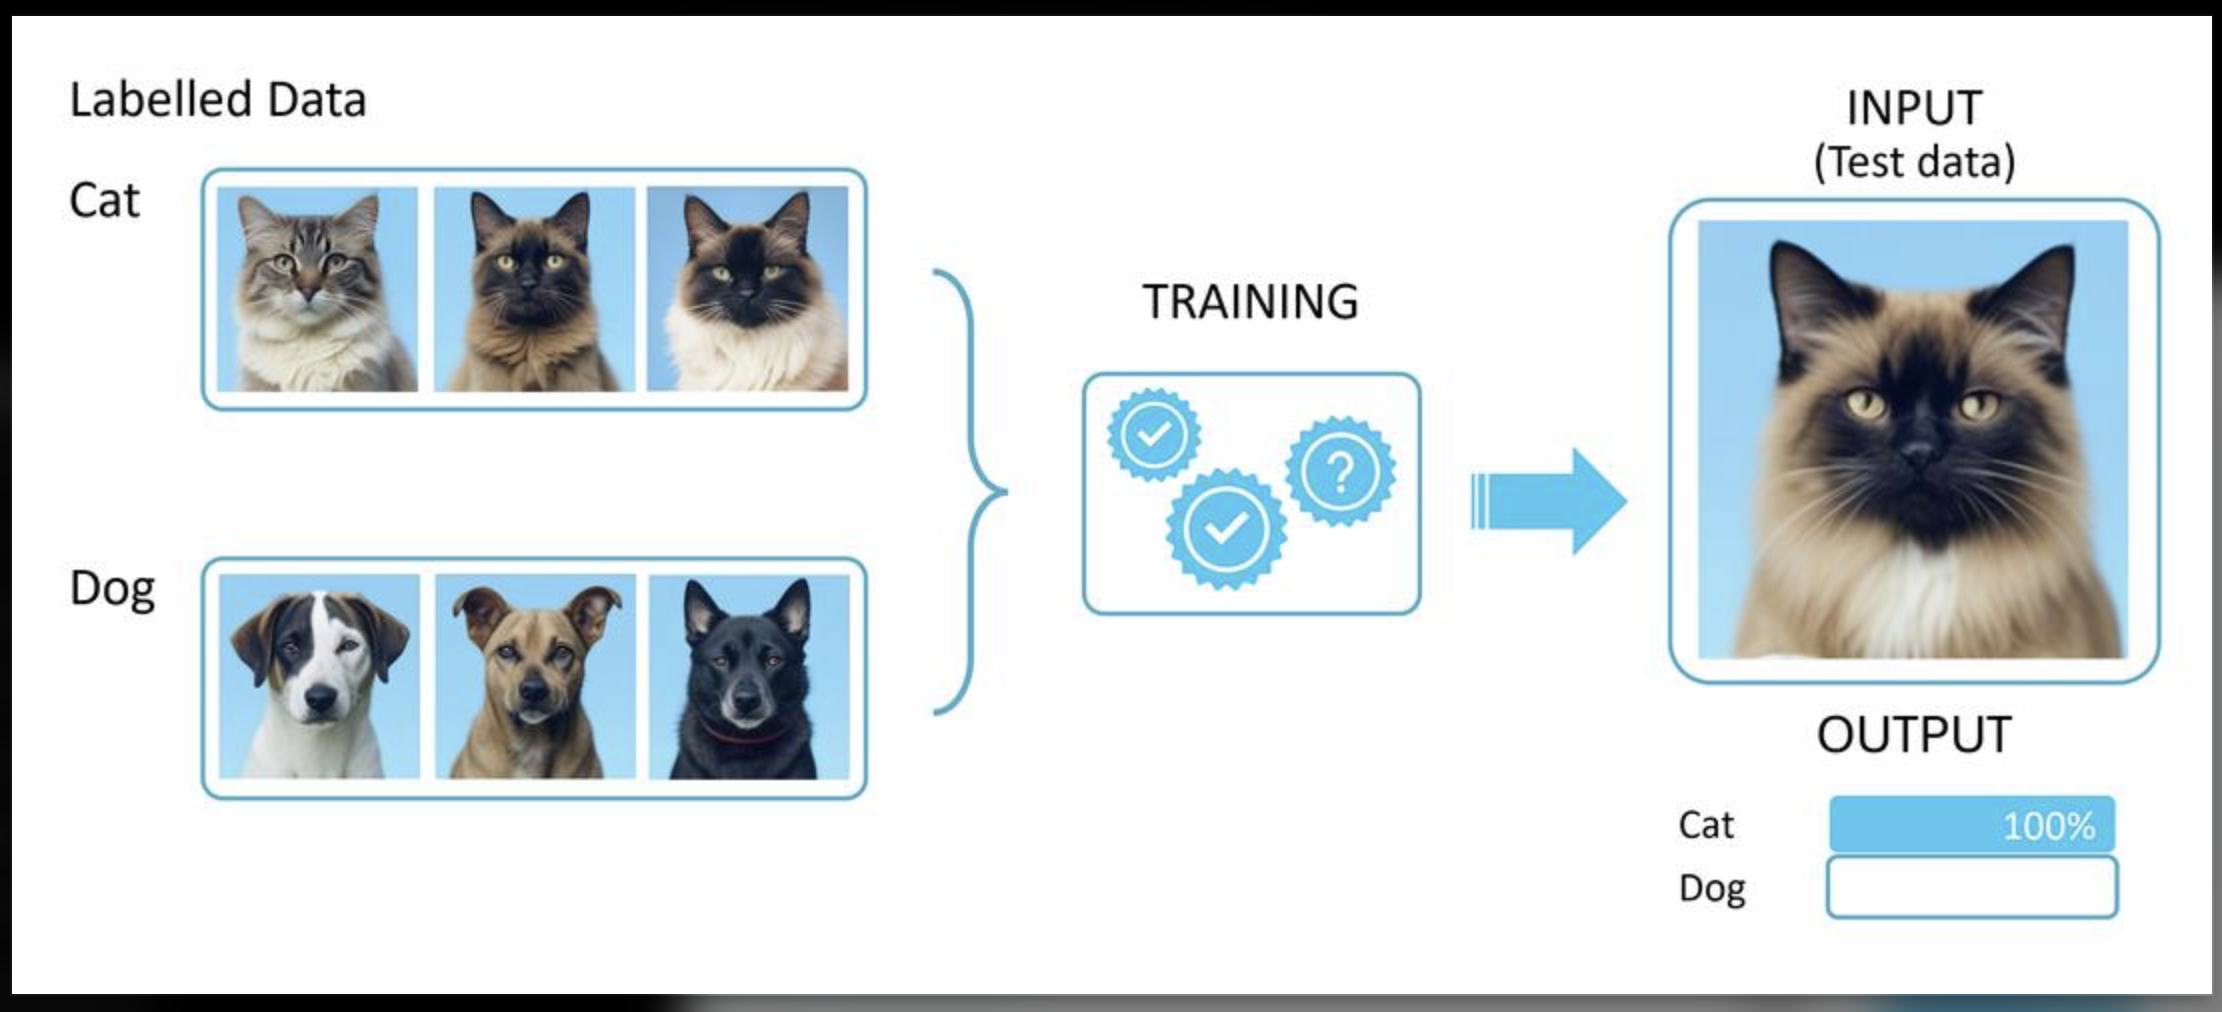 Labelled Data
Cat
Dog
TRAINING
?
INPUT
(Test data)
OUTPUT
Cat
100%
Dog